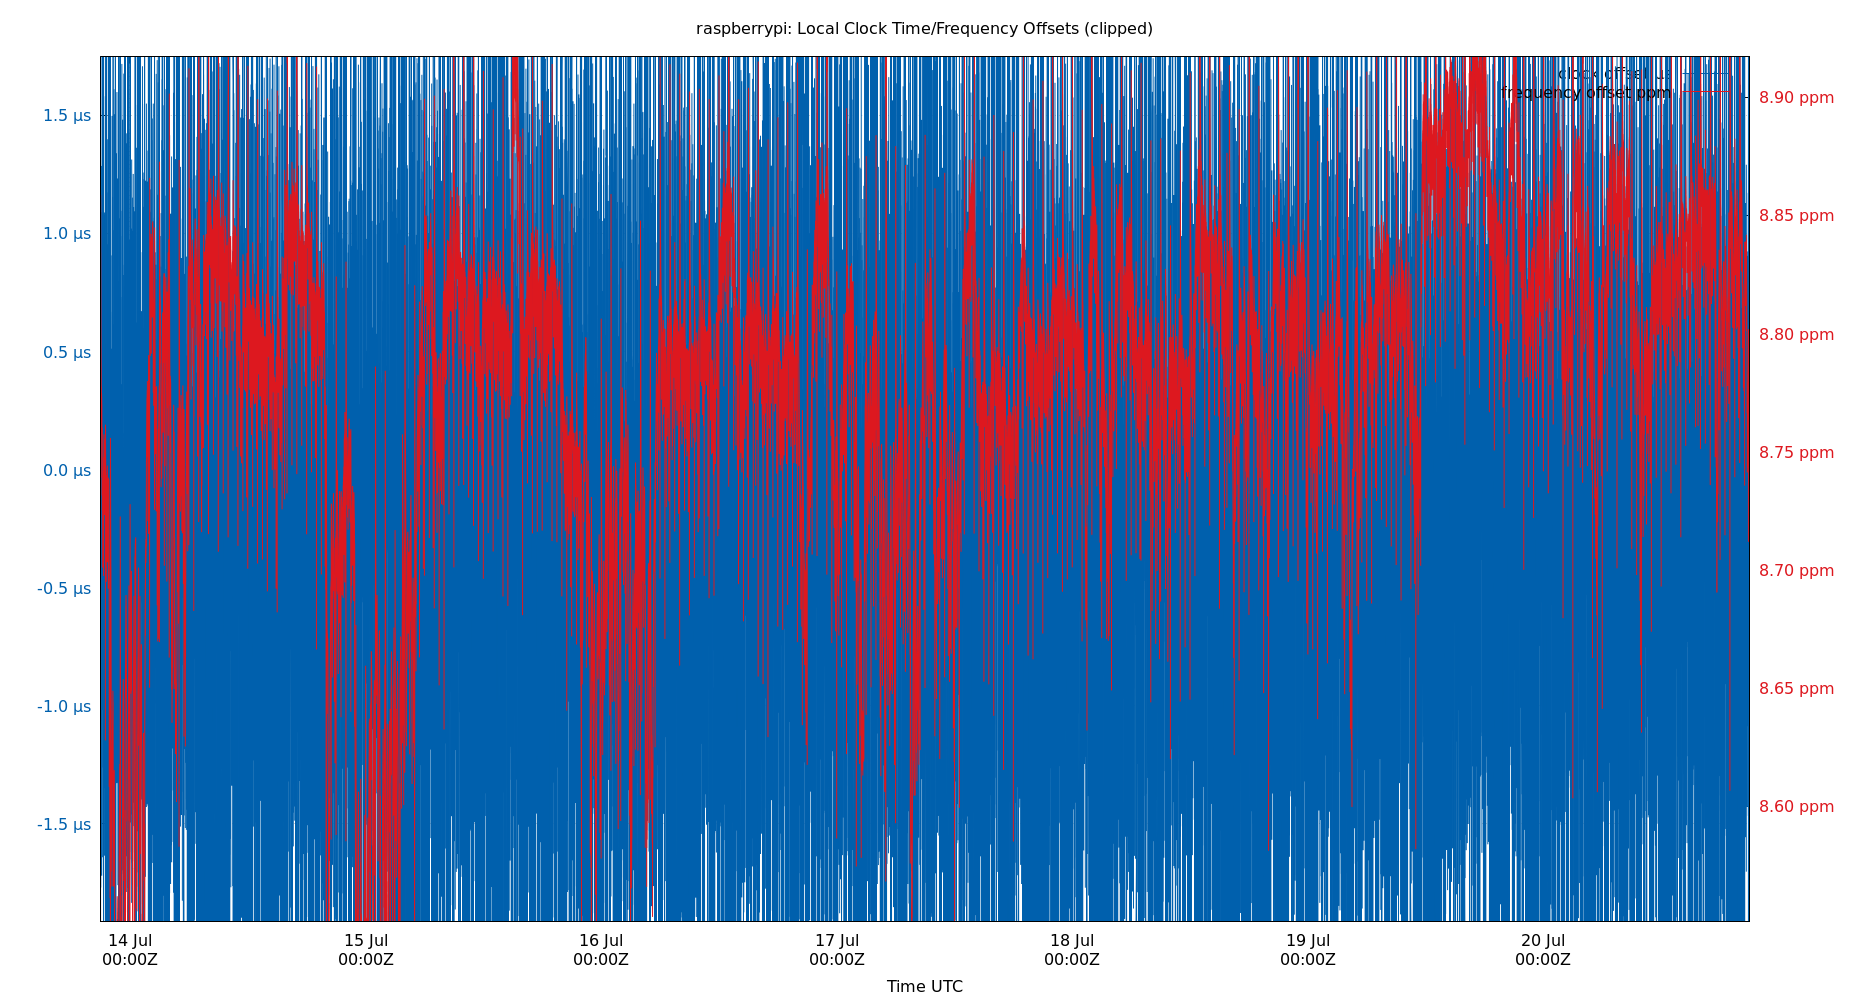 raspberrypi: Local Clock Time/Frequency Offsets (clipped)
clock offset µs
frequency offset ppm
1.5 µs
1.0 µs
0.5 µs
0.0 µs
-0.5 µs
-1.0 µs
-1.5 µs
8.90 ppm
8.85 ppm
8.80 ppm
8.75 ppm
8.70 ppm
8.65 ppm
8.60 ppm
14 Jul
00:00Z
15 Jul
00:00Z
16 Jul
00:00Z
17 Jul
00:00Z
18 Jul
00:00Z
19 Jul
00:00Z
20 Jul
00:00Z
Time UTC